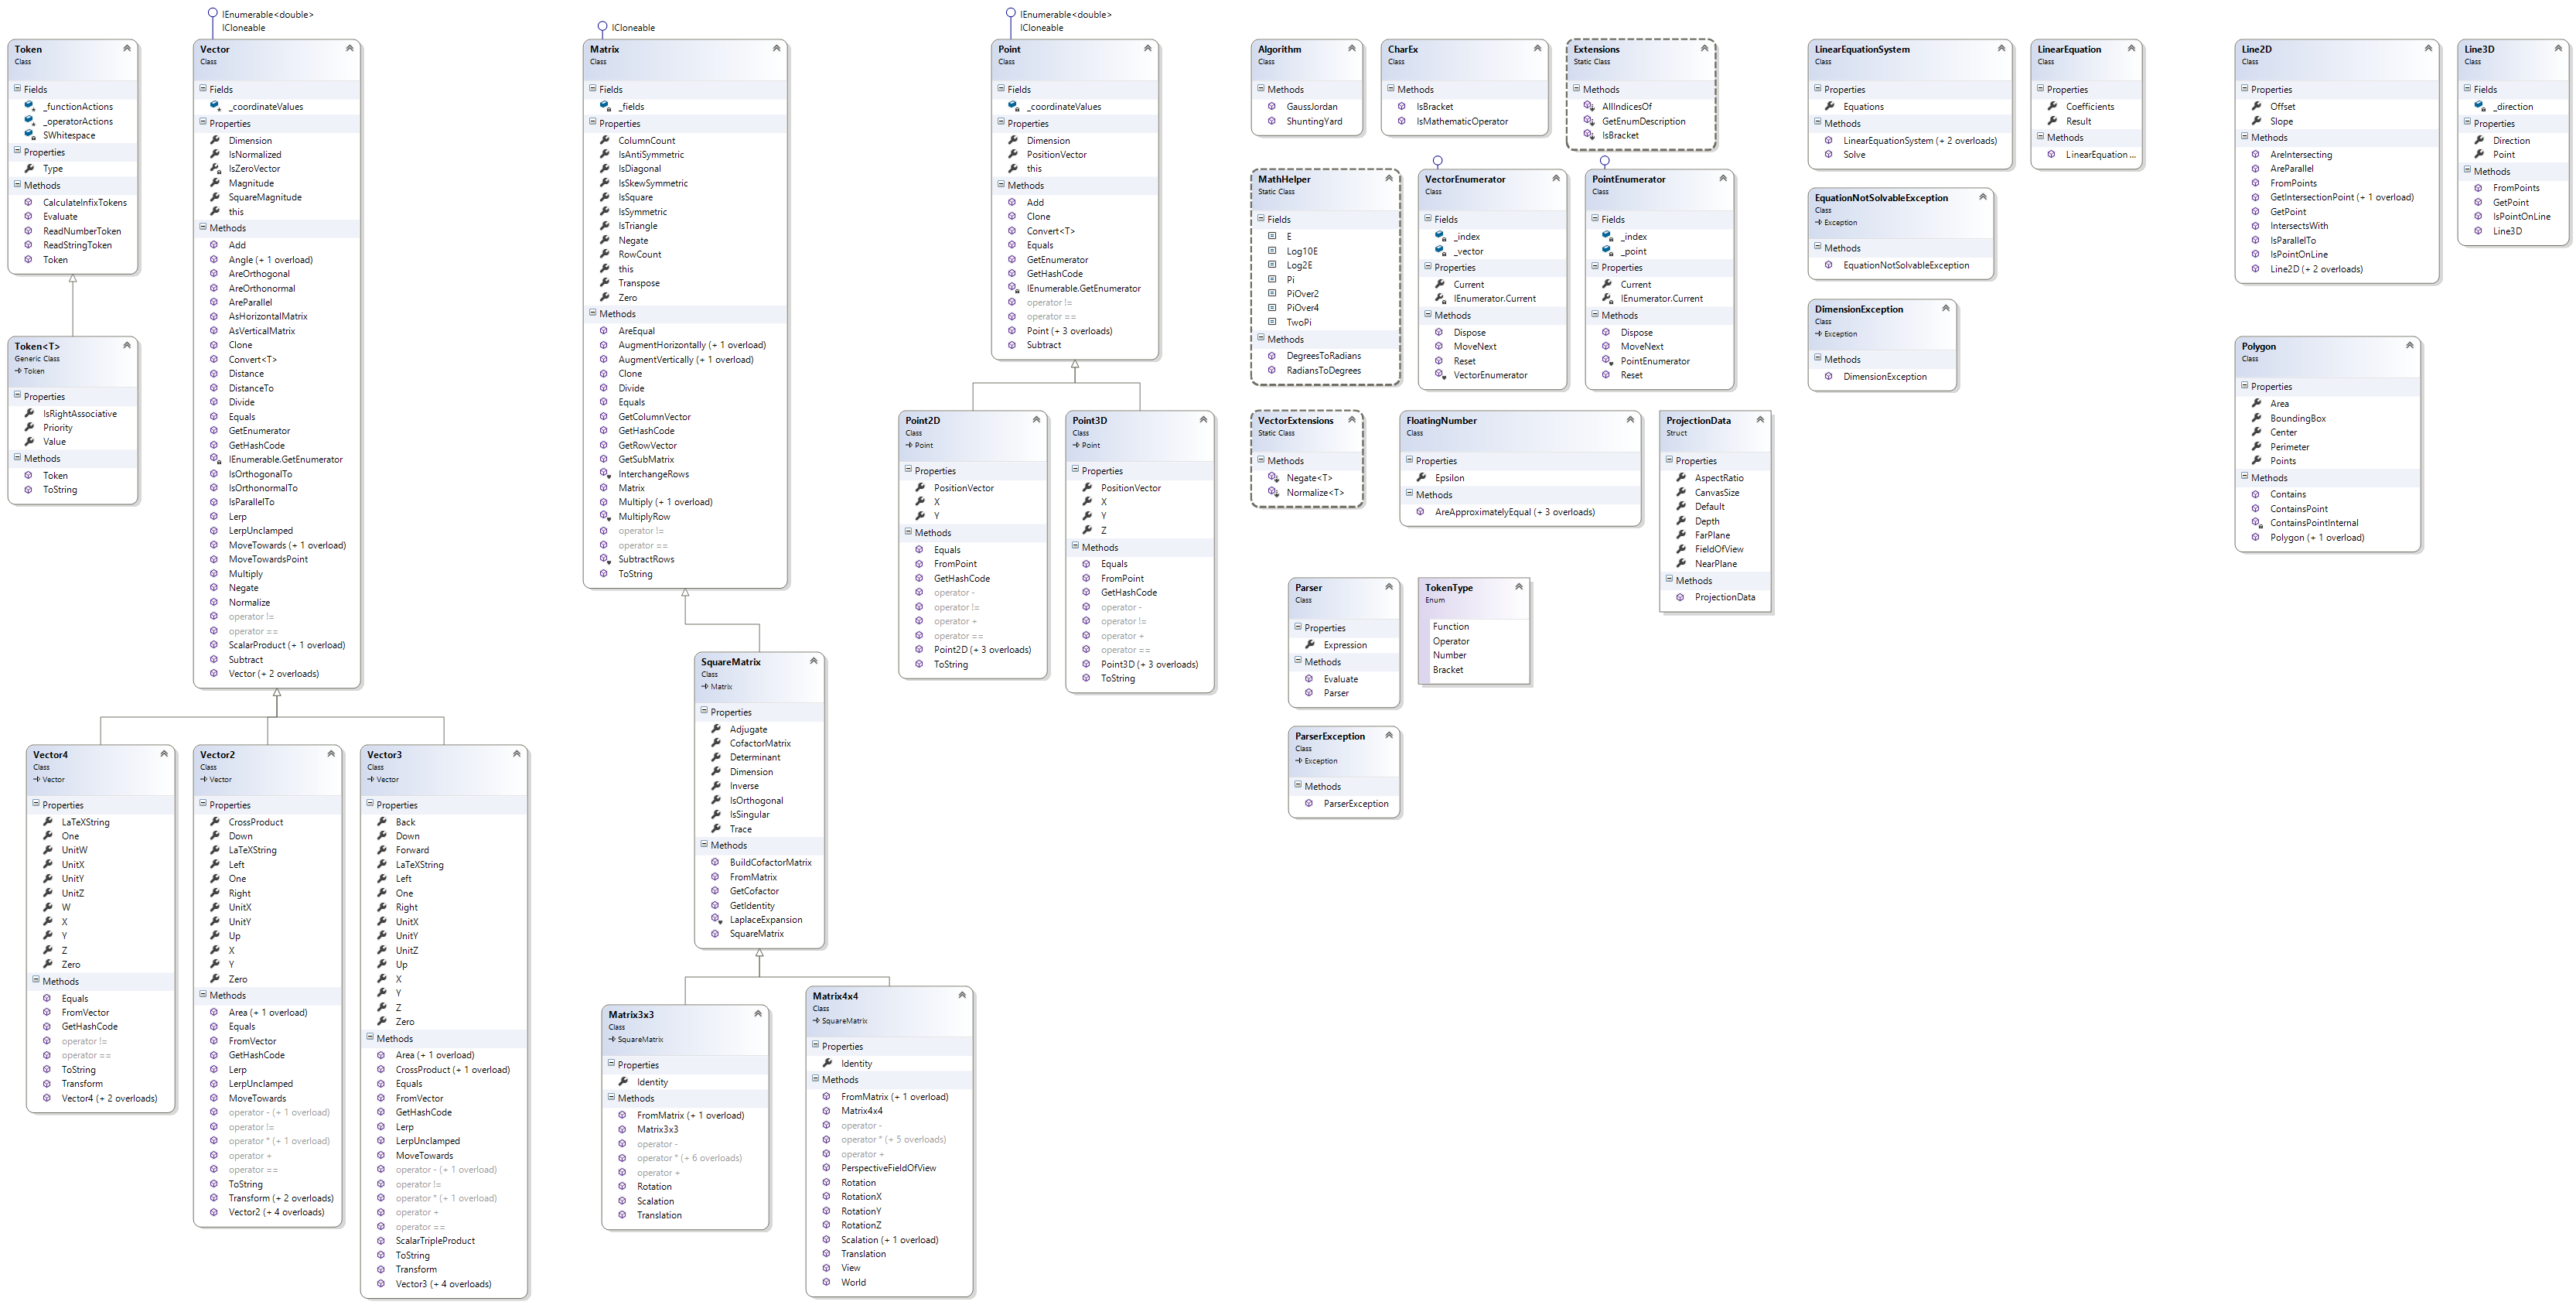 Token
Class
Fields
_functionActions
_operatorActions
SWhitespace
Properties
Type
Methods
CalculateInfixTokens
Evaluate
ReadNumberToken
ReadStringToken
Token
Token<T>
Generic Class
Token
Properties
IsRightAssociative
Priority
Value
Methods
Token
ToString
IEnumerable<double>
ICloneable
Vector
Class
Fields
_coordinateValues
Properties
Dimension
IsNormalized
IsZeroVector
Magnitude
SquareMagnitude
this
Methods
Add
Angle (+ 1 overload)
AreOrthogonal
AreOrthonormal
AreParallel
AsHorizontalMatrix
AsVerticalMatrix
Clone
Convert<T>
Distance
DistanceTo
Divide
Equals
GetEnumerator
GetHashCode
IEnumerable.GetEnumerator
IsOrthogonalTo
IsOrthonormalTo
IsParallelTo
Lerp
LerpUnclamped
MoveTowards (+ 1 overload)
MoveTowardsPoint
Multiply
Negate
Normalize
operator !=
operator ==
ScalarProduct (+ 1 overload)
Subtract
Vector (+ 2 overloads)
Vector4
Class
Vector
Properties
LaTeXString
One
UnitW
UnitX
UnitY
UnitZ
W
X
Y
Z
Zero
Methods
Equals
FromVector
GetHashCode
operator !=
operator ==
ToString
Transform
Vector4 (+ 2 overloads)
Vector2
Class
Vector
Properties
CrossProduct
Down
LaTeXString
Left
One
Right
UnitX
UnitY
Up
X
Y
Zero
Methods
Area (+ 1 overload)
Equals
FromVector
GetHashCode
Lerp
LerpUnclamped
MoveTowards
operator - (+ 1 overload)
operator !=
operator * (+ 1 overload)
operator +
operator ==
ToString
Transform (+ 2 overloads)
Vector2 (+ 4 overloads)
Vector3
Class
Vector
Properties
Back
Down
Forward
LaTeXString
Left
One
Right
UnitX
UnitY
UnitZ
Up
X
Y
Z
Zero
Methods
Area (+ 1 overload)
CrossProduct (+ 1 overload)
Equals
FromVector
GetHashCode
Lerp
LerpUnclamped
MoveTowards
operator - (+ 1 overload)
operator !=
operator * (+ 1 overload)
operator +
operator ==
ScalarTripleProduct
ToString
Transform
Vector3 (+ 4 overloads)
ICloneable
Matrix
Class
Fields
_fields
Properties
ColumnCount
IsAntiSymmetric
IsDiagonal
IsSkewSymmetric
IsSquare
IsSymmetric
IsTriangle
Negate
RowCount
this
Transpose
Zero
Methods
AreEqual
AugmentHorizontally (+ 1 overload)
AugmentVertically (+ 1 overload)
Clone
Divide
Equals
GetColumnVector
GetHashCode
GetRowVector
GetSubMatrix
InterchangeRows
Matrix
Multiply (+ 1 overload)
MultiplyRow
operator !=
operator ==
SubtractRows
ToString
SquareMatrix
Class
Matrix
Properties
Adjugate
CofactorMatrix
Determinant
Dimension
Inverse
IsOrthogonal
IsSingular
Trace
Methods
BuildCofactorMatrix
FromMatrix
GetCofactor
GetIdentity
LaplaceExpansion
SquareMatrix
Matrix3x3
Class
SquareMatrix
Properties
Identity
Methods
FromMatrix (+ 1 overload)
Matrix3x3
operator -
operator * (+ 6 overloads)
operator +
Rotation
Scalation
Translation
Matrix4x4
Class
SquareMatrix
Properties
Identity
Methods
FromMatrix (+ 1 overload)
Matrix4x4
operator -
operator * (+ 5 overloads)
operator +
PerspectiveFieldOfView
Rotation
RotationX
RotationY
RotationZ
Scalation (+ 1 overload)
Translation
View
World
IEnumerable<double>
ICloneable
Point
Class
Fields
_coordinateValues
Properties
Dimension
PositionVector
this
Methods
Add
Clone
Convert<T>
Equals
GetEnumerator
GetHashCode
IEnumerable.GetEnumerator
operator !=
operator ==
Point (+ 3 overloads)
Subtract
Point2D
Class
Point
Properties
PositionVector
X
Y
Methods
Equals
FromPoint
GetHashCode
operator -
operator !=
operator +
operator ==
Point2D (+ 3 overloads)
ToString
Point3D
Class
Point
Properties
PositionVector
X
Y
Z
Methods
Equals
FromPoint
GetHashCode
operator -
operator !=
operator +
operator ==
Point3D (+ 3 overloads)
ToString
Algorithm
Class
Methods
GaussJordan
ShuntingYard
CharEx
Class
Methods
IsBracket
IsMathematicOperator
Extensions
Static Class
Methods
AllIndicesOf
GetEnumDescription
IsBracket
MathHelper
Static Class
Fields
E
Log10E
Log2E
Pi
PiOver2
PiOver4
TwoPi
Methods
DegreesToRadians
RadiansToDegrees
VectorEnumerator
Class
Fields
_index
_vector
Properties
Current
IEnumerator.Current
Methods
Dispose
MoveNext
Reset
VectorEnumerator
PointEnumerator
Class
Fields
_index
_point
Properties
Current
IEnumerator.Current
Methods
Dispose
MoveNext
PointEnumerator
Reset
VectorExtensions
Static Class
Methods
Negate<T>
Normalize<T>
FloatingNumber
Class
Properties
Epsilon
Methods
AreApproximatelyEqual (+ 3 overloads)
ProjectionData
Struct
Properties
AspectRatio
CanvasSize
Default
Depth
FarPlane
FieldOfView
NearPlane
Methods
ProjectionData
Parser
Class
Properties
Expression
Methods
Evaluate
Parser
TokenType
Enum
Function
Operator
Number
Bracket
ParserException
Class
Exception
Methods
ParserException
LinearEquationSystem
Class
Properties
Equations
Methods
LinearEquationSystem (+ 2 overloads)
Solve
LinearEquation
Class
Properties
Coefficients
Result
Methods
LinearEquation ...
EquationNotSolvableException
Class
Exception
Methods
EquationNotSolvableException
DimensionException
Class
Exception
Methods
DimensionException
Line2D
Class
Properties
Offset
Slope
Methods
AreIntersecting
AreParallel
FromPoints
GetIntersectionPoint (+ 1 overload)
GetPoint
IntersectsWith
IsParallelTo
IsPointOnLine
Line2D (+ 2 overloads)
Line3D
Class
Fields
_direction
Properties
Direction
Point
Methods
FromPoints
GetPoint
IsPointOnLine
Line3D
Polygon
Class
Properties
Area
BoundingBox
Center
Perimeter
Points
Methods
Contains
ContainsPoint
ContainsPointInternal
Polygon (+ 1 overload)